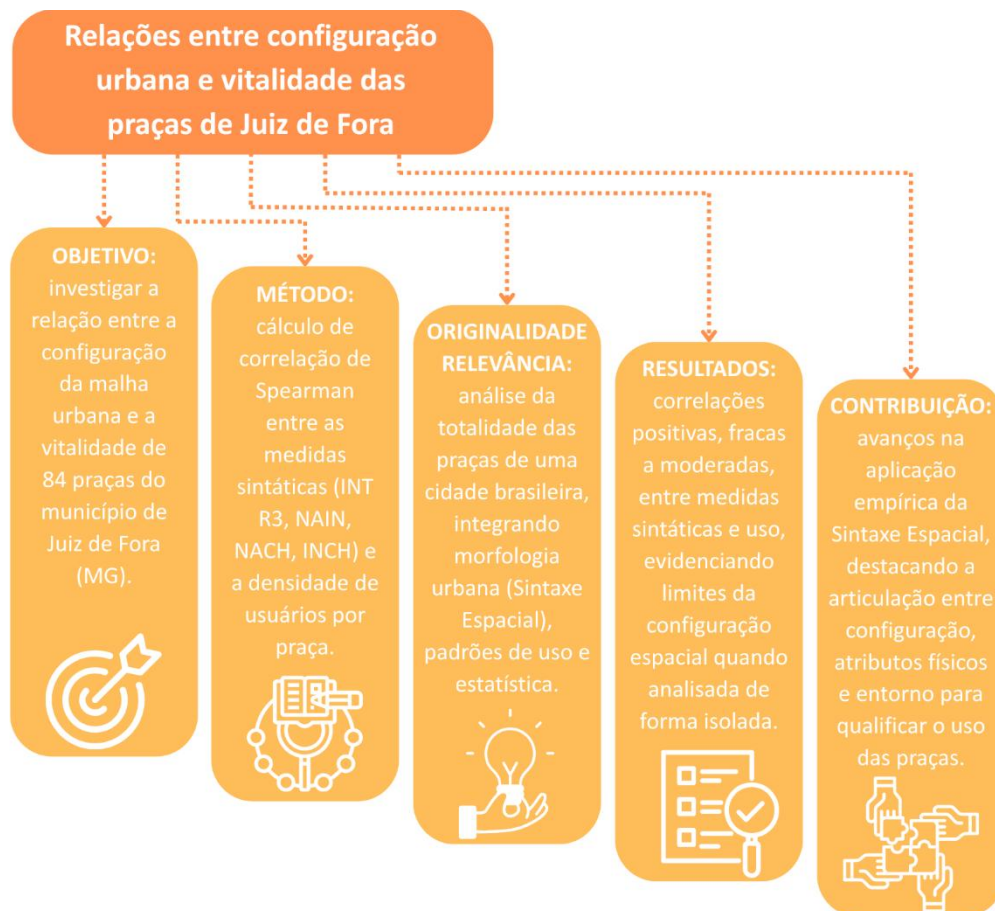 Relações entre configuração
urbana e vitalidade das
praças de Juiz de Fora
OBJETIVO:
investigar a
relação entre a
configuração
da malha
urbana e a
vitalidade de
84 praças do
município de
Juiz de Fora
(MG).
MÉTODO:
cálculo de
correlação de
Spearman
entre as
medidas
sintáticas (INT
R3, NAIN,
NACH, INCH) e
a densidade de
usuários por
praça.
ORIGINALIDADE
RELEVÂNCIA:
análise da
totalidade das
praças de uma
cidade brasileira,
integrando
morfologia
urbana (Sintaxe
Espacial),
padrões de uso e
estatística.
RESULTADOS:
correlações
positivas, fracas
a moderadas,
entre medidas
sintáticas e uso,
evidenciando
limites da
configuração
espacial quando
analisada de
forma isolada.
CONTRIBUIÇÃO:
avanços na
aplicação
empírica da
Sintaxe Espacial,
destacando a
articulação entre
configuração,
atributos físicos
e entorno para
qualificar o uso
das praças.